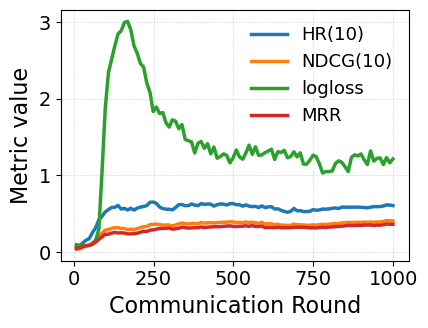 3
2
1
0
Metric value
HR(10)
NDCG(10)
logloss
MRR
0
250
500
750
1000
Communication Round